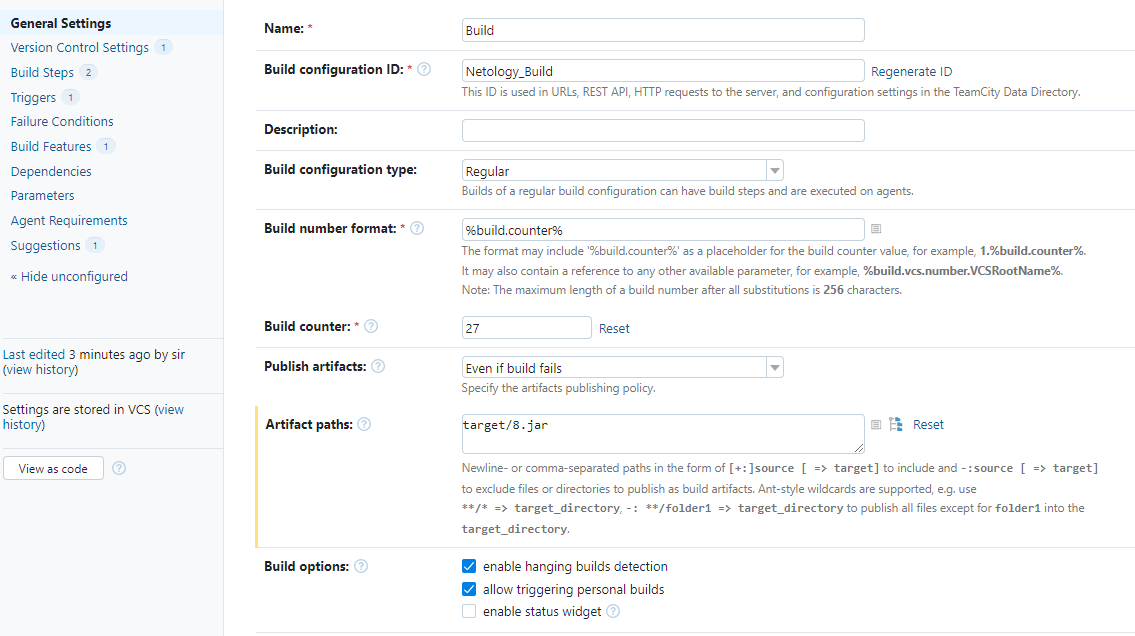 General Settings
Version Control Settings 1
Build Steps 2
Triggers 1
Failure Conditions
Build Features 1
Dependencies
Parameters
Agent Requirements
Suggestions 1
« Hide unconfigured
Last edited 3 minutes ago by sir
(view history)
Settings are stored in VCS (view
history)
View as code ?
Name: *
Build
Build configuration ID: * ?
Netology_Build
Regenerate ID
This ID is used in URLs, REST API, HTTP requests to the server, and configuration settings in the TeamCity Data Directory.
Description:
Build configuration type:
Regular
Builds of a regular build configuration can have build steps and are executed on agents.
Build number format: * ?
%build.counter%
The format may include '%build.counter%' as a placeholder for the build counter value, for example, 1.%build.counter%.
It may also contain a reference to any other available parameter, for example, %build.vcs.number.VCSRootName%.
Note: The maximum length of a build number after all substitutions is 256 characters.
Build counter: * ?
27
Reset
Publish artifacts: ?
Even if build fails
Specify the artifacts publishing policy.
Artifact paths: ?
target/8.jar
Reset
Newline- or comma-separated paths in the form of [+:]source [ => target] to include and -:source [ => target]
to exclude files or directories to publish as build artifacts. Ant-style wildcards are supported, e.g. use
**/* => target_directory, -: **/folder1 => target_directory to publish all files except for folder1 into the
target_directory.
Build options: ?
enable hanging builds detection
allow triggering personal builds
enable status widget ?